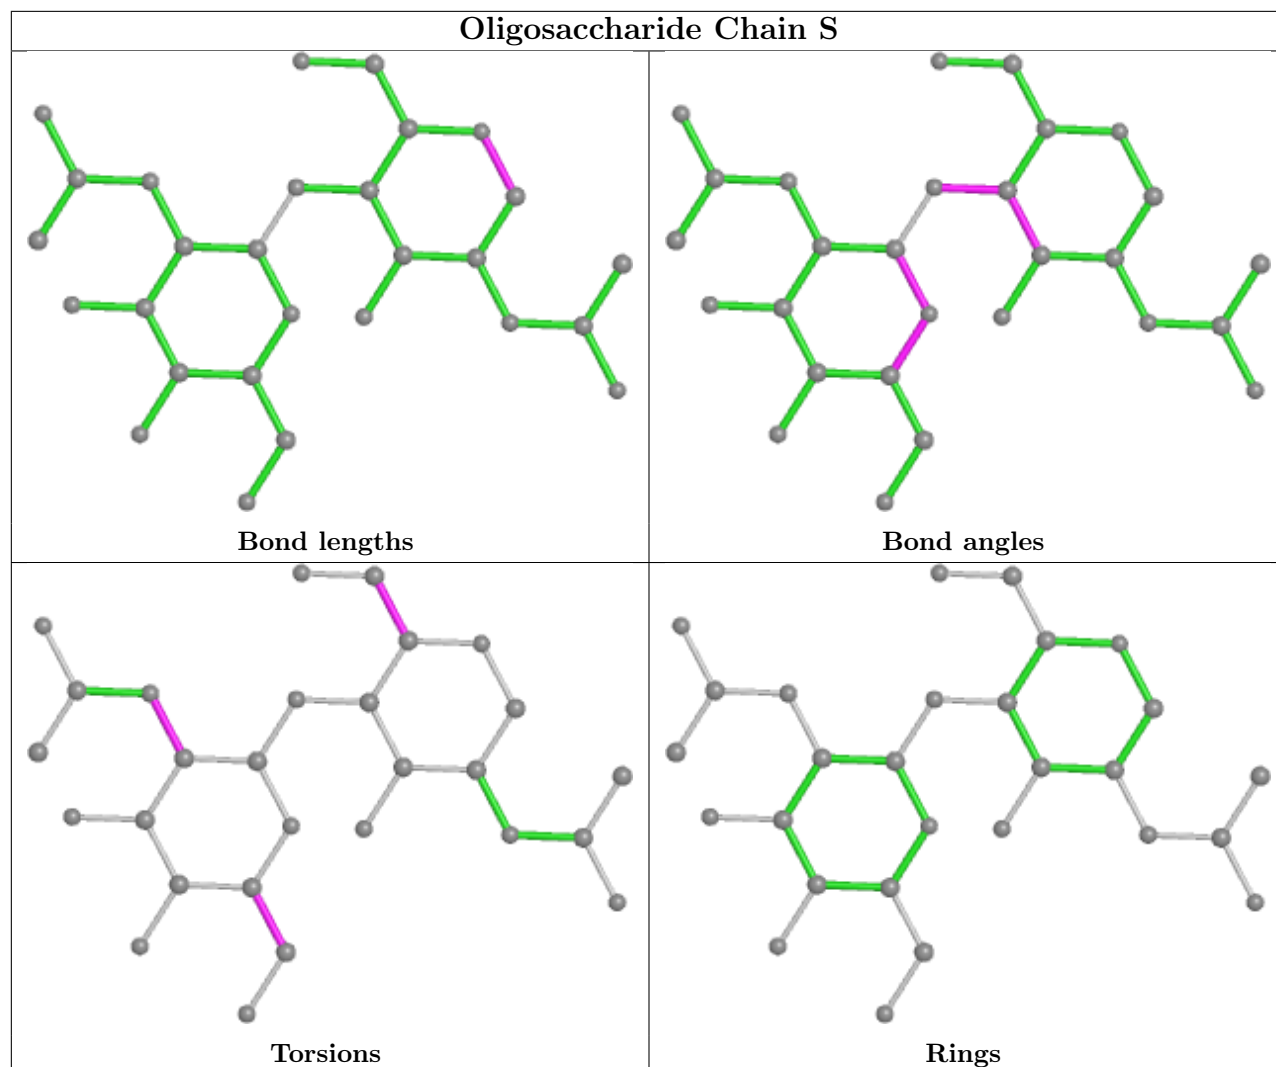 Oligosaccharide Chain S
Bond lengths
Bond angles
Torsions
Rings